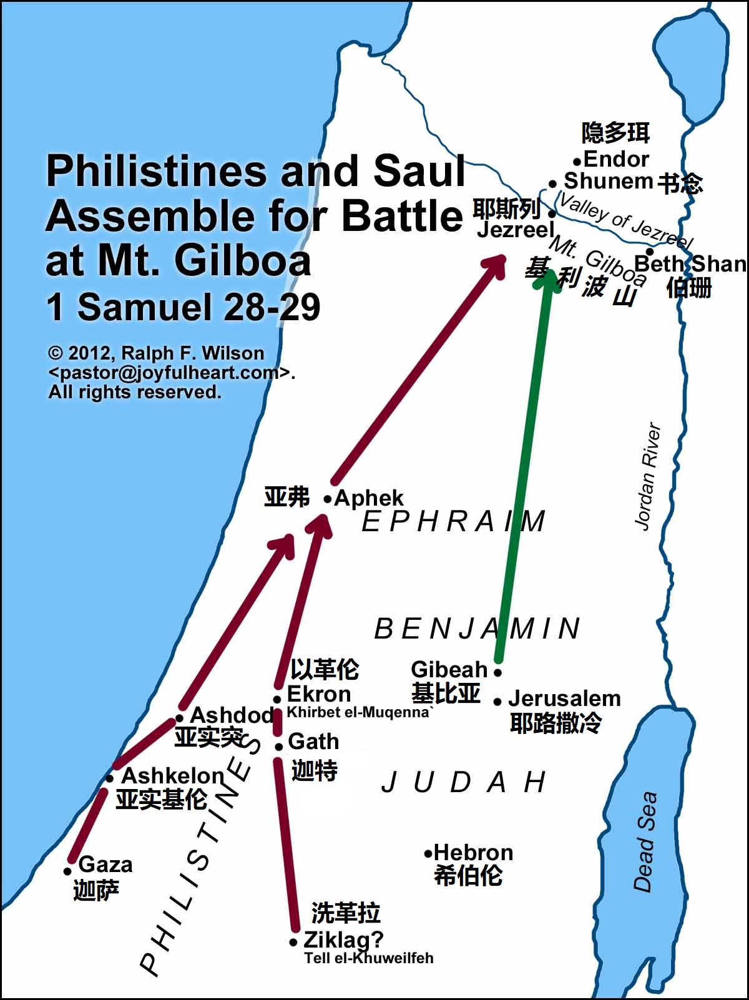 Philistines and Saul
Assemble for Battle
at Mt. Gilboa
1 Samuel 28-29
© 2012, Ralph F. Wilson
<pastor@joyfulheart.com>.
All rights reserved.
隐多珥
Endor
Shunem 书念
耶斯列
Jezreel
Valley of Jezreel
Mt. Gilboa
基利波山
Beth Shan
伯珊
Jordan River
亚弗 Aphek
EPHRAIM
BENJAMIN
Gibeah
基比亚
Jerusalem
耶路撒冷
以革伦
Ekron
Khirbet el-Muqenna`
Ashdod
亚实突
Gath
迦特
Ashkelon
亚实基伦
JUDAH
PHILISTINES
Gaza
迦萨
Hebron
希伯伦
Dead Sea
洗革拉
Ziklag?
Tell el-Khuweilfeh